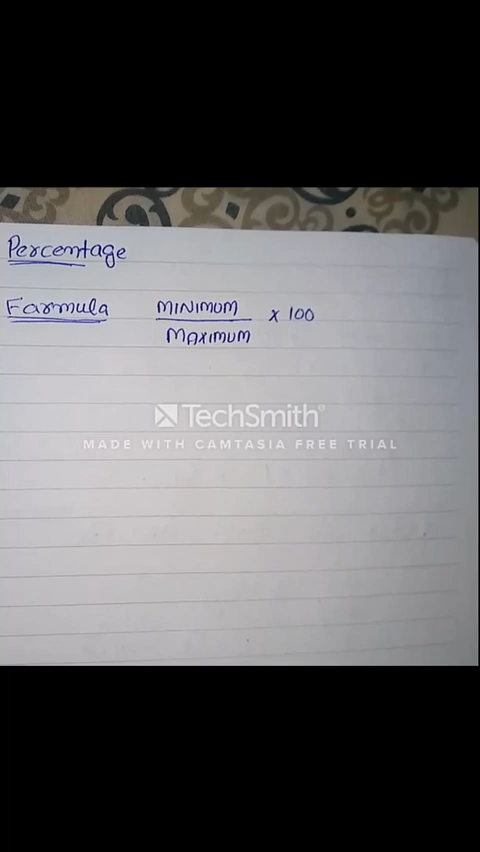 Percentage
Farmula MINIMUM x 100
MAXIMUM
TechSmith®
MADE WITH CAMTASIA FREE TRIAL